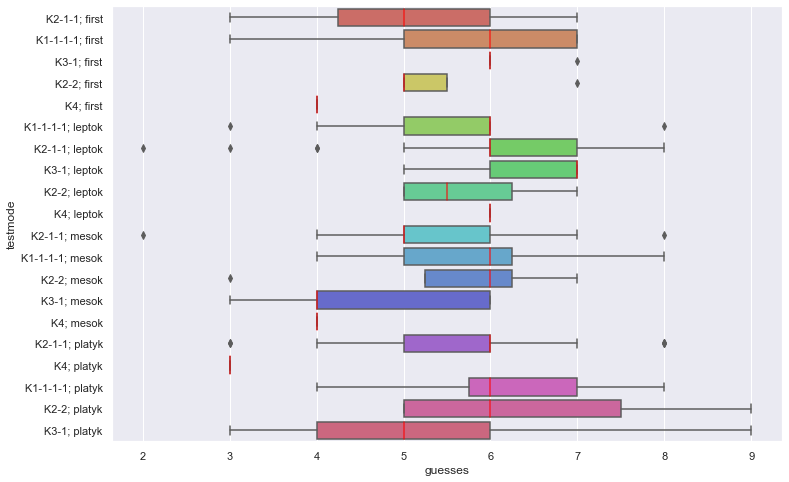 K2-1-1; first
K1-1-1-1; first
K3-1; first
K2-2; first
K4; first
K1-1-1-1; leptok
K2-1-1; leptok
K3-1; leptok
K2-2; leptok
K4; leptok
K2-1-1; mesok
K1-1-1-1; mesok
K2-2; mesok
K3-1; mesok
K4; mesok
K2-1-1; platyk
K4; platyk
K1-1-1-1; platyk
K2-2; platyk
K3-1; platyk
testmode
2 3 4 5 6 7 8 9
guesses